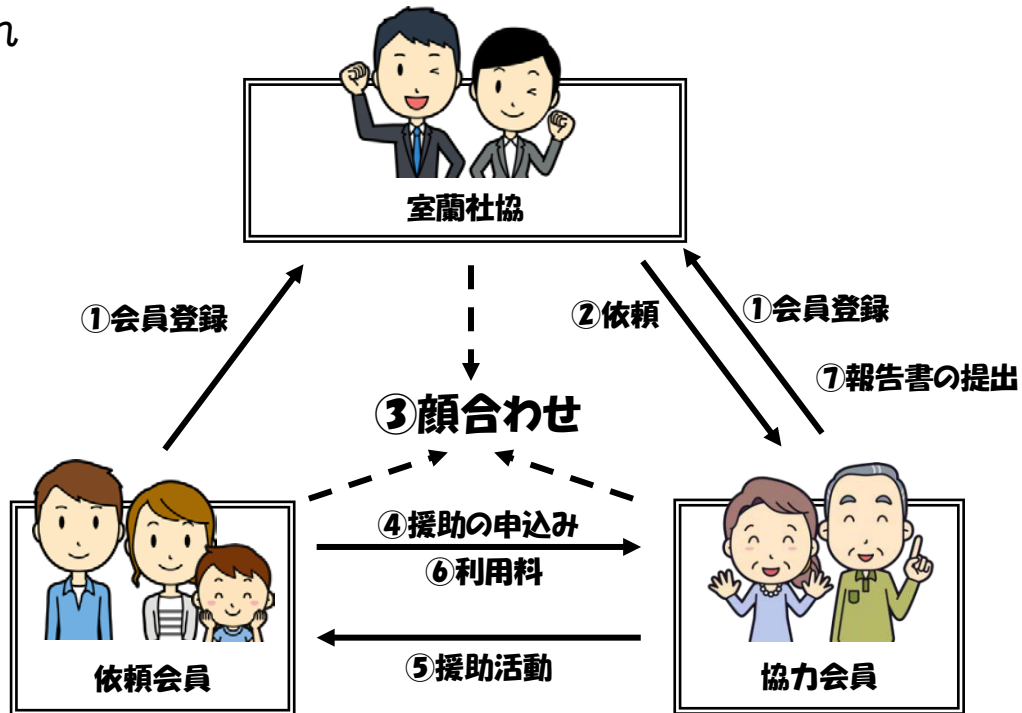 れ
室蘭社協
①会員登録
②依頼
①会員登録
⑦報告書の提出
③顔合わせ
④援助の申込み
⑥利用料
⑤援助活動
依頼会員
協力会員